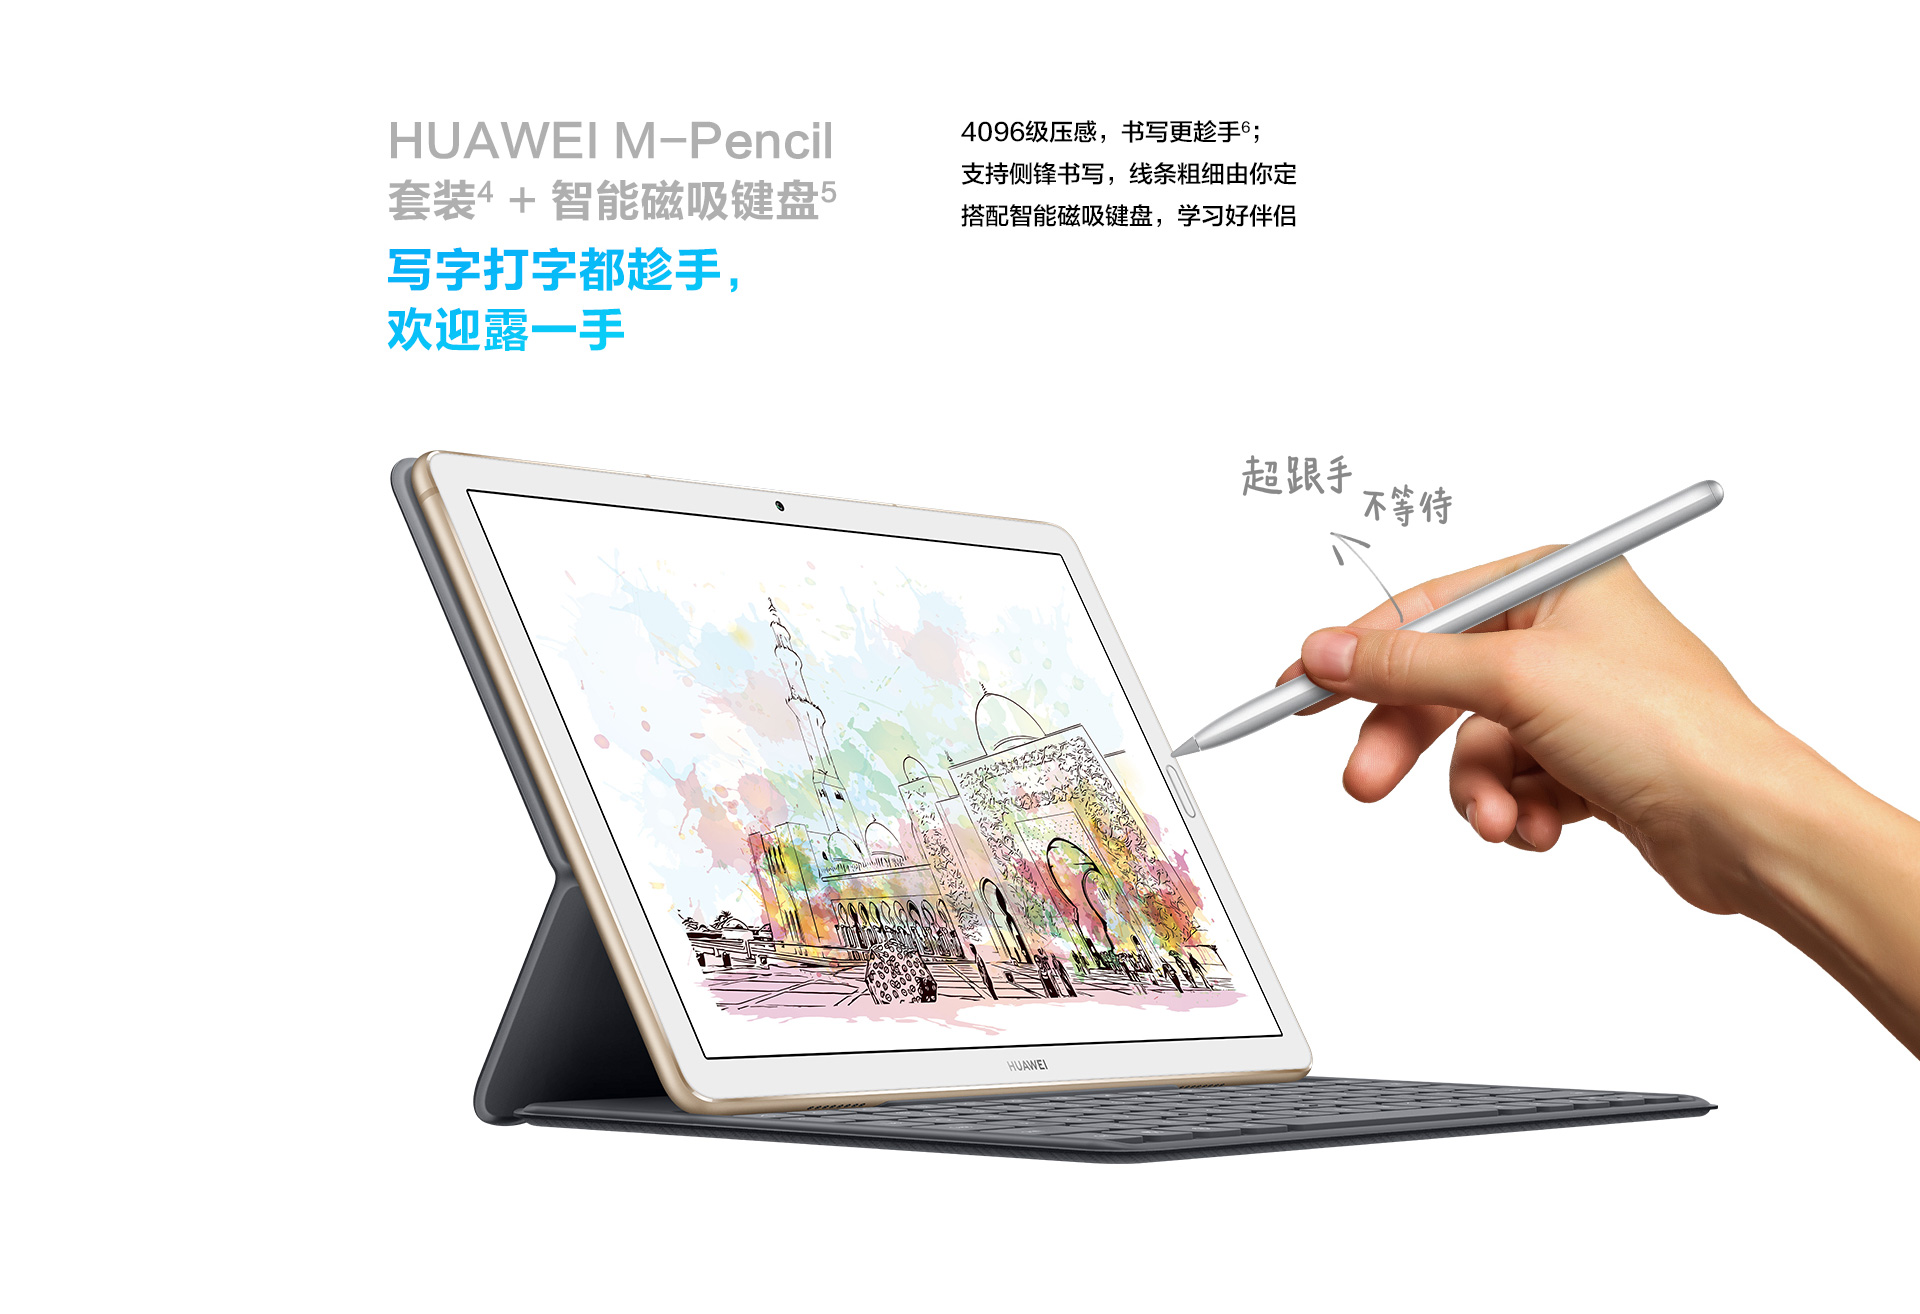 HUAWEI M-Pencil
套装4 + 智能磁吸键盘5
写字打字都趁手，
欢迎露一手
4096级压感，书写更趁手6；
支持侧锋书写，线条粗细由你定
搭配智能磁吸键盘，学习好伴侣
超跟手
不等待
HUAWEI